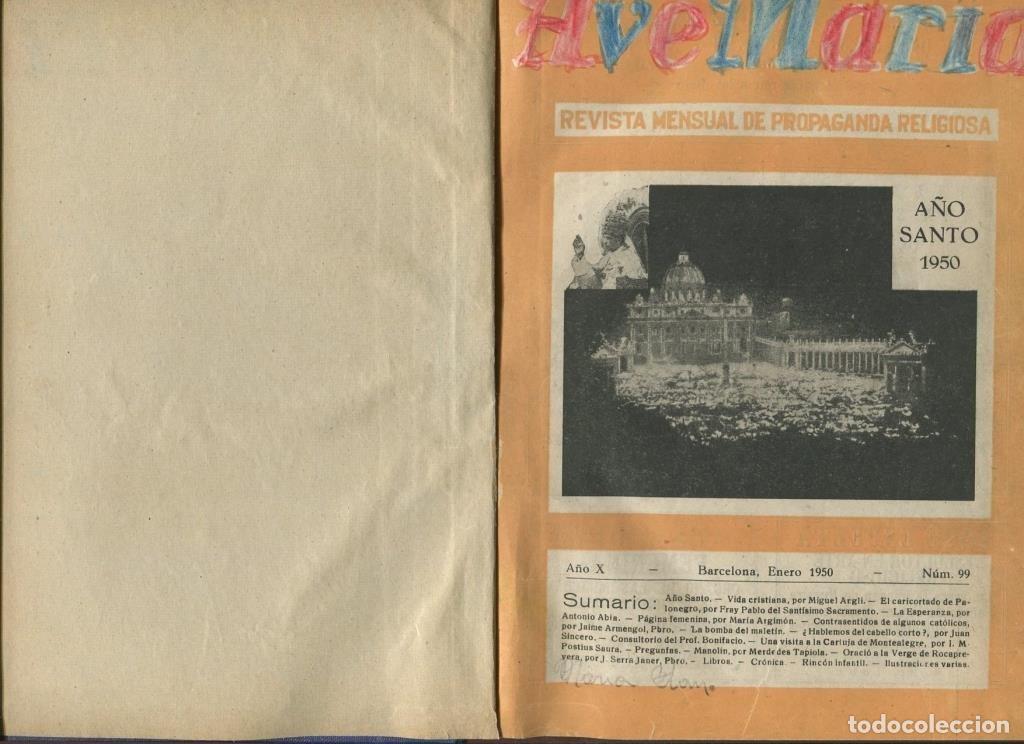 Ave Maria
REVISTA MENSUAL DE PROPAGANDA RELIGIOSA
AÑO
SANTO
1950
Año X — Barcelona, Enero 1950 — Núm. 99
Sumario: Año Santo. — Vida cristiana, por Miguel Argli. — El caricortado de Pa-
lonegro, por Fray Pablo del Santísimo Sacramento. — La Esperanza, por
Antonio Abia. — Página femenina, por María Argimón. — Contrasentidos de algunos católicos,
por Jaime Armengol, Pbro. — La bomba del maletín. — ¿Hablemos del cabello corto?, por Juan
Sincero. — Consultorio del Prof. Bonifacio. — Una visita a la Cartuja de Montealegre, por I. M.
Postius Saura. — Preguntas. — Manolín, por Merdedes Tapiola. — Oració a la Verge de Rocapre-
vera, por J. Serra Janer, Pbro. — Libros. — Crónica. — Rincón infantil. — Ilustraciones varias.
todocoleccion